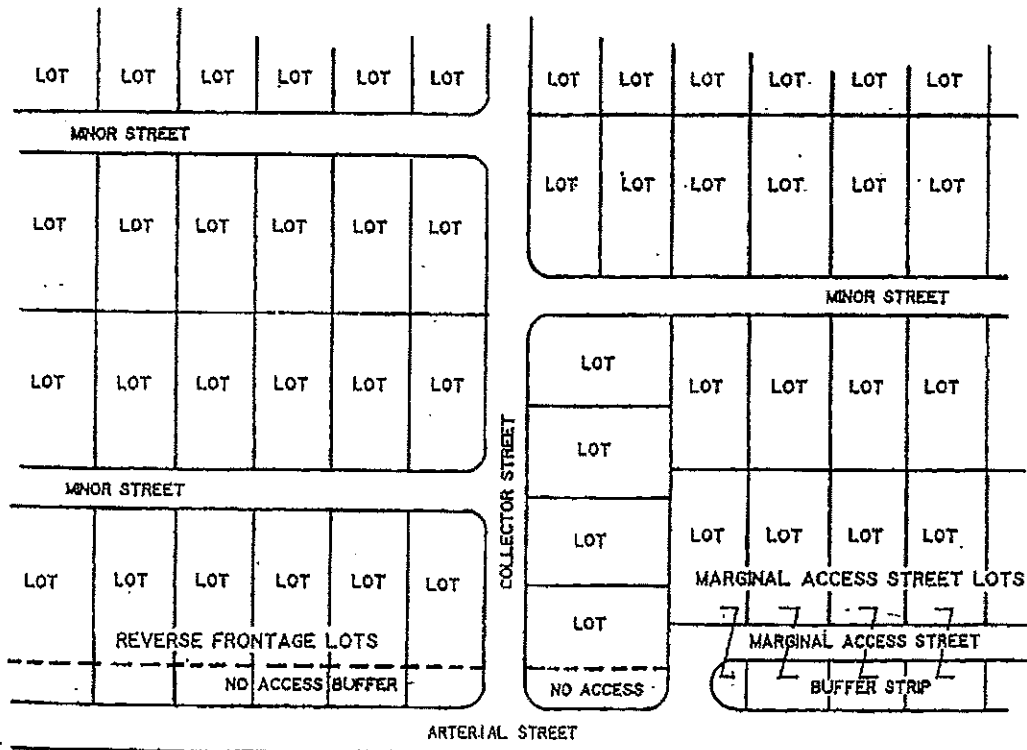 LOT LOT LOT LOT LOT LOT LOT LOT LOT LOT LOT LOT
MINOR STREET
LOT LOT LOT LOT LOT LOT
LOT LOT LOT LOT LOT LOT
MINOR STREET
LOT
LOT LOT LOT LOT LOT LOT
LOT LOT LOT LOT
COLLECTOR STREET
LOT
MINOR STREET
LOT
LOT LOT LOT LOT
LOT LOT LOT LOT LOT LOT
MARGINAL ACCESS STREET LOTS
LOT
REVERSE FRONTAGE LOTS
MARGINAL ACCESS STREET
NO ACCESS BUFFER
NO ACCESS
BUFFER STRIP
ARTERIAL STREET